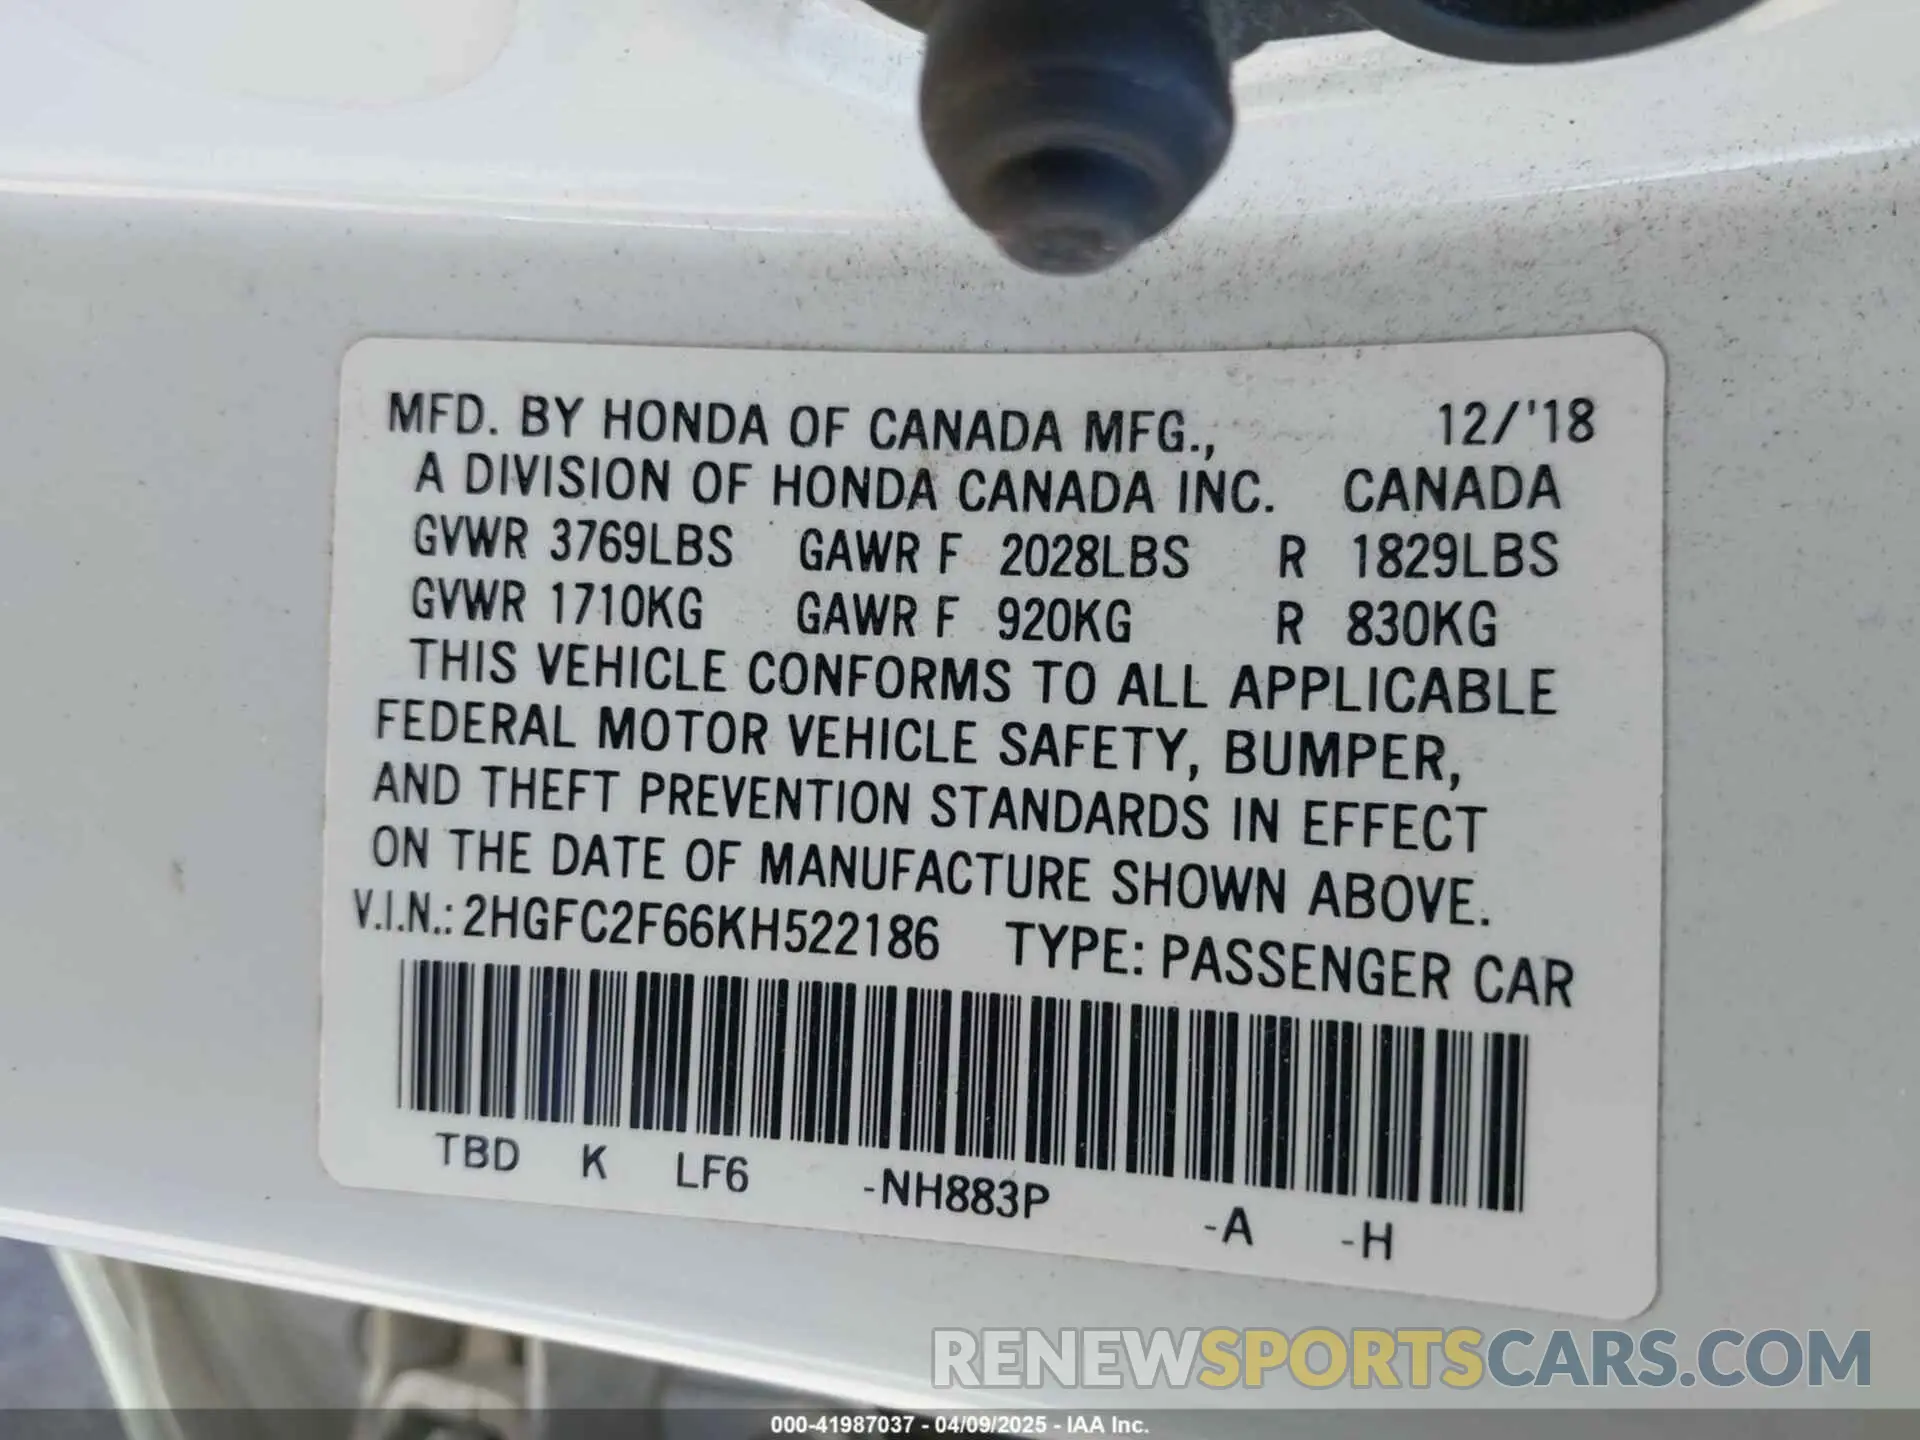 MFD. BY HONDA OF CANADA MFG., 12/'18
A DIVISION OF HONDA CANADA INC. CANADA
GVWR 3769LBS GAWR F 2028LBS R 1829LBS
GVWR 1710KG GAWR F 920KG R 830KG
THIS VEHICLE CONFORMS TO ALL APPLICABLE
FEDERAL MOTOR VEHICLE SAFETY, BUMPER,
AND THEFT PREVENTION STANDARDS IN EFFECT
ON THE DATE OF MANUFACTURE SHOWN ABOVE.
V.I.N.: 2HGFC2F66KH522186 TYPE: PASSENGER CAR
TBD K LF6 -NH883P -A -H
RENEWSPORTSCARS.COM
000-41987037 - 04/09/2025 - IAA Inc.